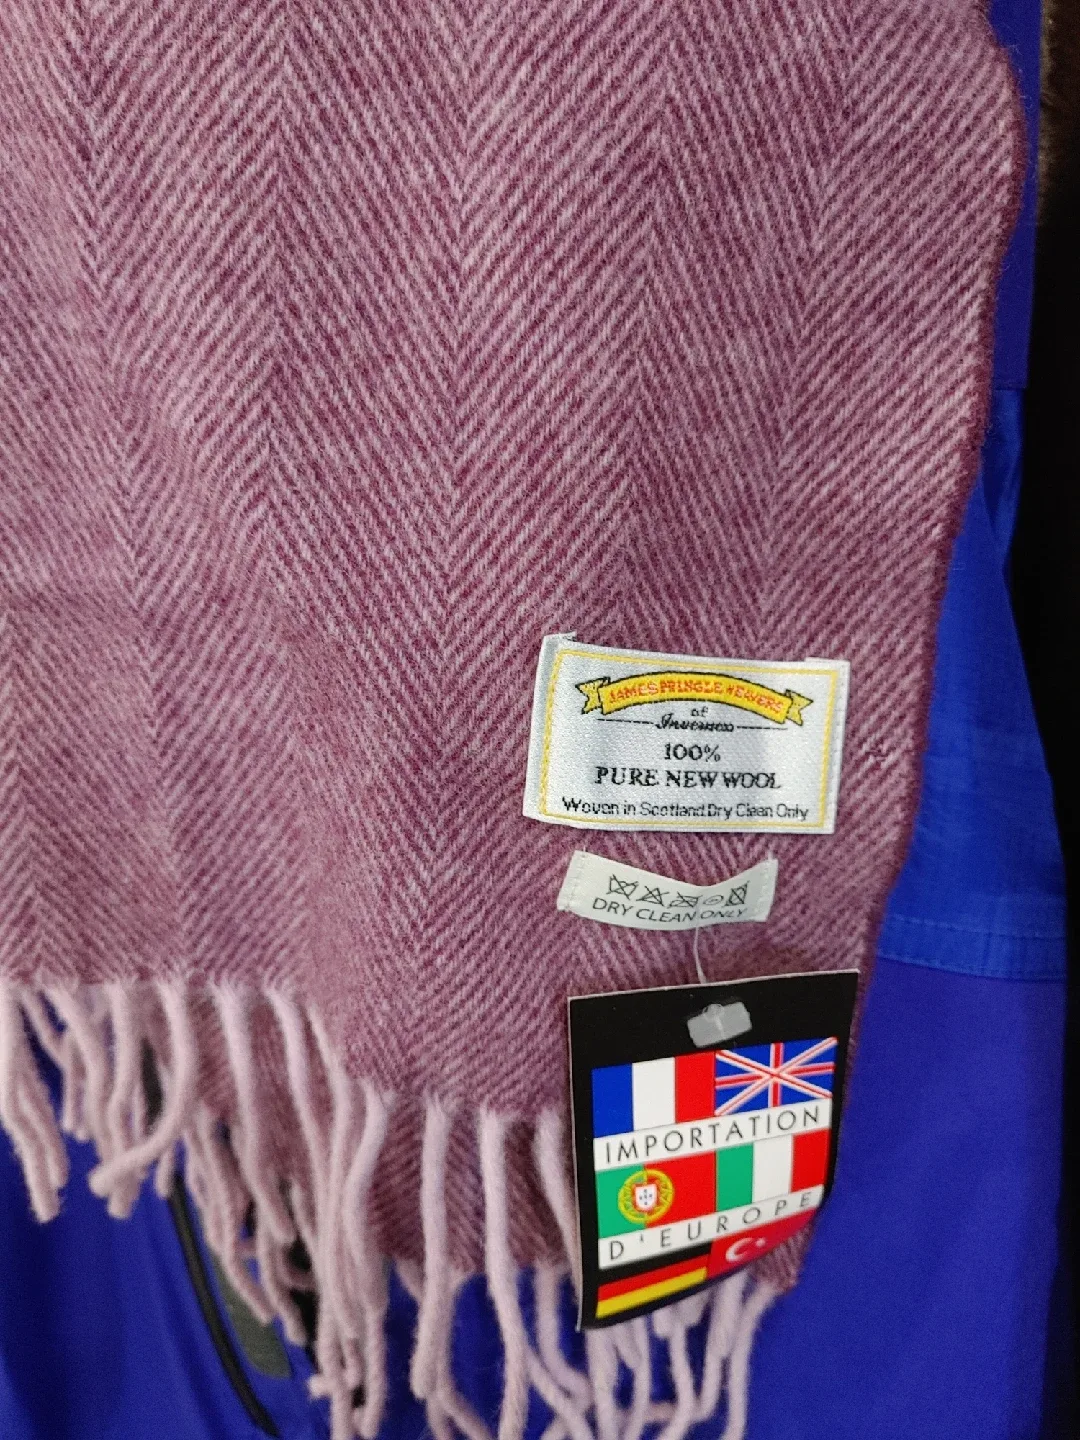 JAMES PRINGLE WEAVERS
of
Inverness
100%
PURE NEW WOOL
Woven in Scotland Dry Clean Only
DRY CLEAN ONLY
IMPORTATION
D'EUROPE